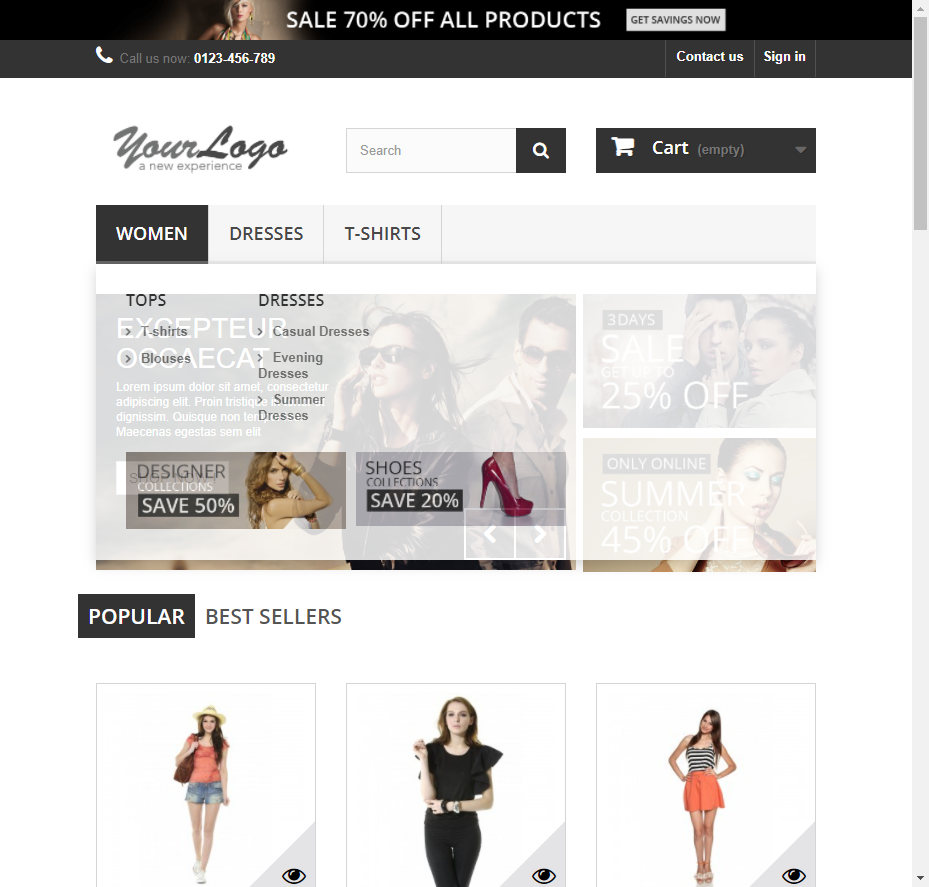 SALE 70% OFF ALL PRODUCTS
GET SAVINGS NOW
Call us now: 0123-456-789
Contact us
Sign in
YourLogo
a new experience
Search
Cart (empty)
WOMEN
DRESSES
T-SHIRTS
TOPS
T-shirts
Blouses
DRESSES
Casual Dresses
Evening
Dresses
Summer
Dresses
EXCEPTEUR
OCCAECAT
Lorem ipsum dolor sit amet, consectetur
adipiscing elit. Proin tristique
dignissim. Quisque non
Maecenas egestas sem elit
DESIGNER
COLLECTIONS
SAVE 50%
SHOES
COLLECTIONS
SAVE 20%
3 DAYS
SALE
GET UP TO
25% OFF
ONLY ONLINE
SUMMER
COLLECTION
45% OFF
POPULAR
BEST SELLERS